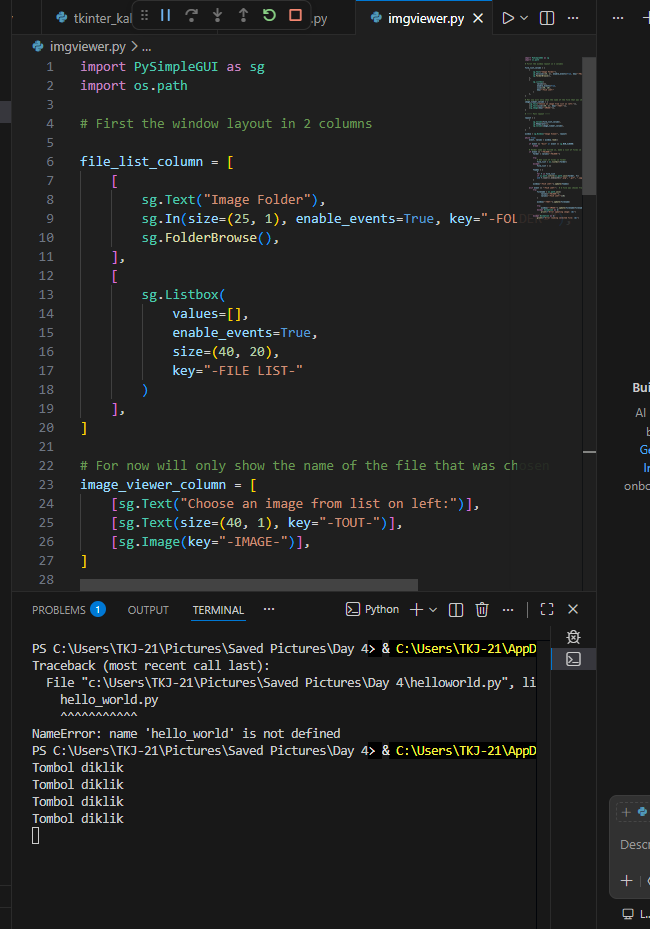 tkinter_kal
.py
imgviewer.py
imgviewer.py > ...
1 import PySimpleGUI as sg
2 import os.path
3
4 # First the window layout in 2 columns
5
6 file_list_column = [
7 [
8 sg.Text("Image Folder"),
9 sg.In(size=(25, 1), enable_events=True, key="-FOLDE
10 sg.FolderBrowse(),
11 ],
12 [
13 sg.Listbox(
14 values=[],
15 enable_events=True,
16 size=(40, 20),
17 key="-FILE LIST-"
18 )
19 ],
20 ]
21
22 # For now will only show the name of the file that was chosen
23 image_viewer_column = [
24 [sg.Text("Choose an image from list on left:")],
25 [sg.Text(size=(40, 1), key="-TOUT-")],
26 [sg.Image(key="-IMAGE-")],
27 ]
28
PROBLEMS 1 OUTPUT TERMINAL ... Python
PS C:\Users\TKJ-21\Pictures\Saved Pictures\Day 4> & C:\Users\TKJ-21\AppD
Traceback (most recent call last):
File "c:\Users\TKJ-21\Pictures\Saved Pictures\Day 4\helloworld.py", li
hello_world.py
^^^^^^^^^^^
NameError: name 'hello_world' is not defined
PS C:\Users\TKJ-21\Pictures\Saved Pictures\Day 4> & C:\Users\TKJ-21\AppD
Tombol diklik
Tombol diklik
Tombol diklik
Tombol diklik
Bui
AI
b
Ge
In
onbo
Descr
L..